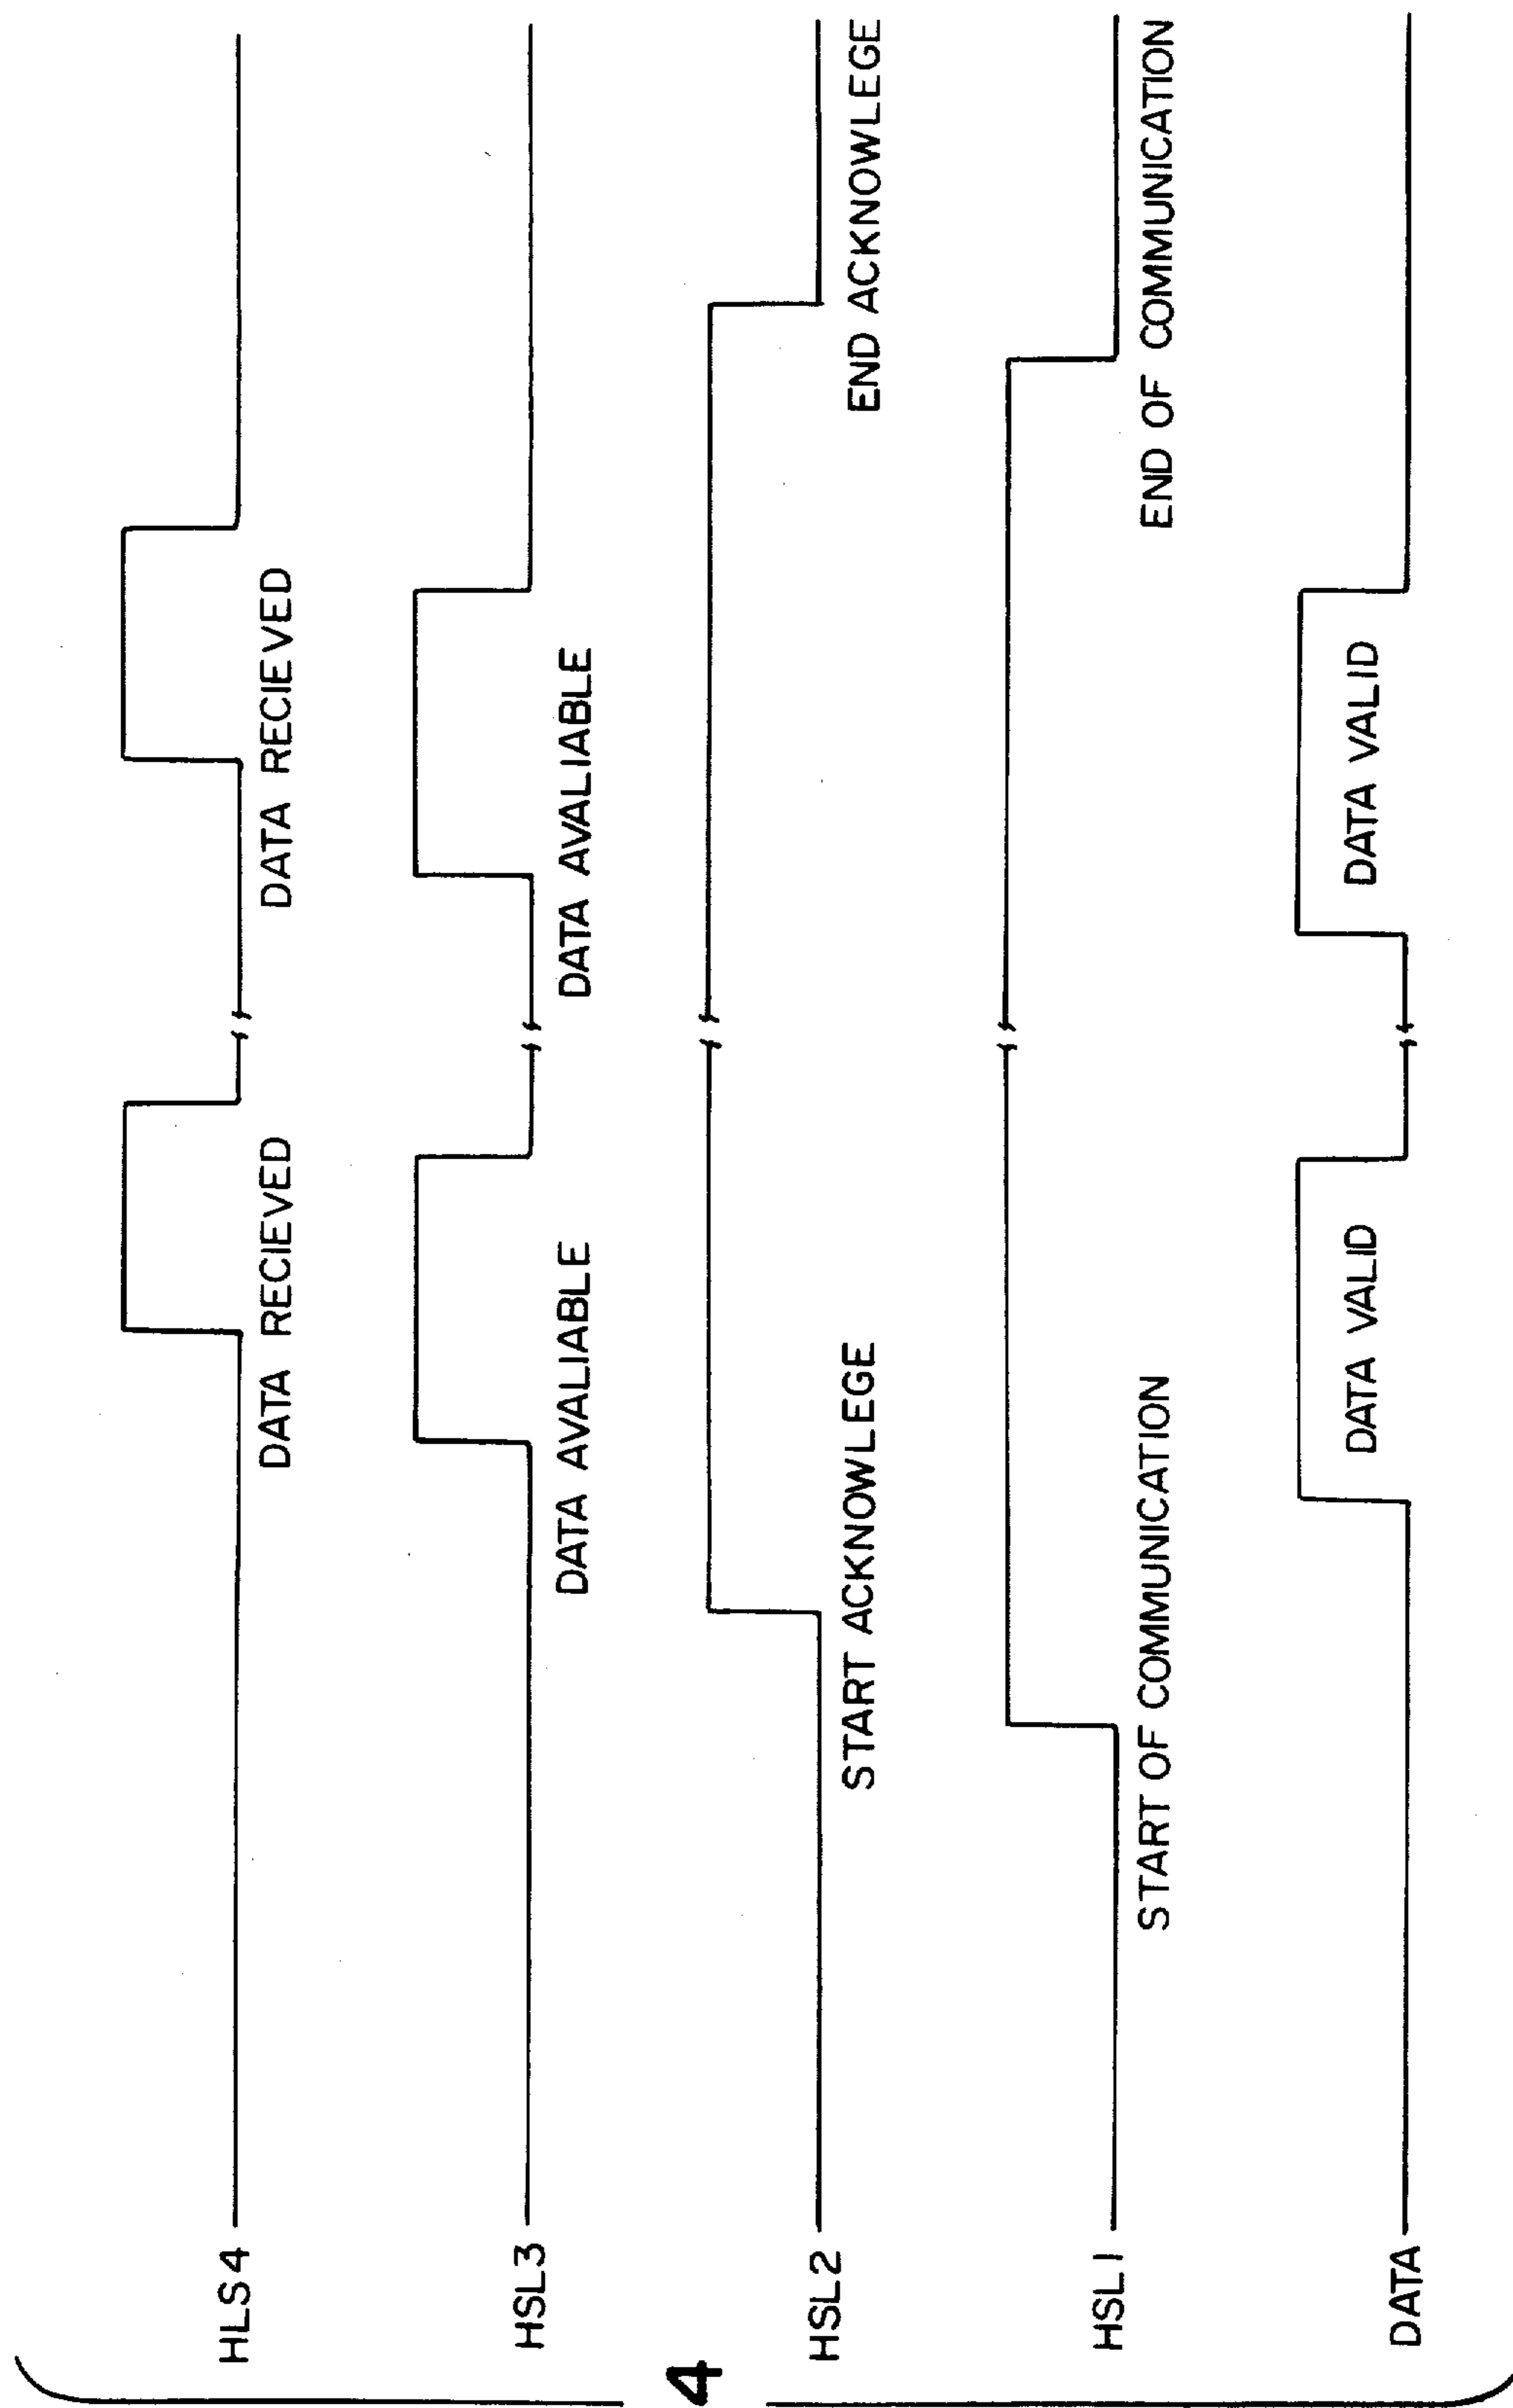 HLS4
DATA RECIEVED
DATA RECIEVED
HSL3
DATA AVALIABLE
DATA AVALIABLE
HSL2
START ACKNOWLEGE
END ACKNOWLEGE
HSL1
START OF COMMUNICATION
END OF COMMUNICATION
DATA
DATA VALID
DATA VALID
4